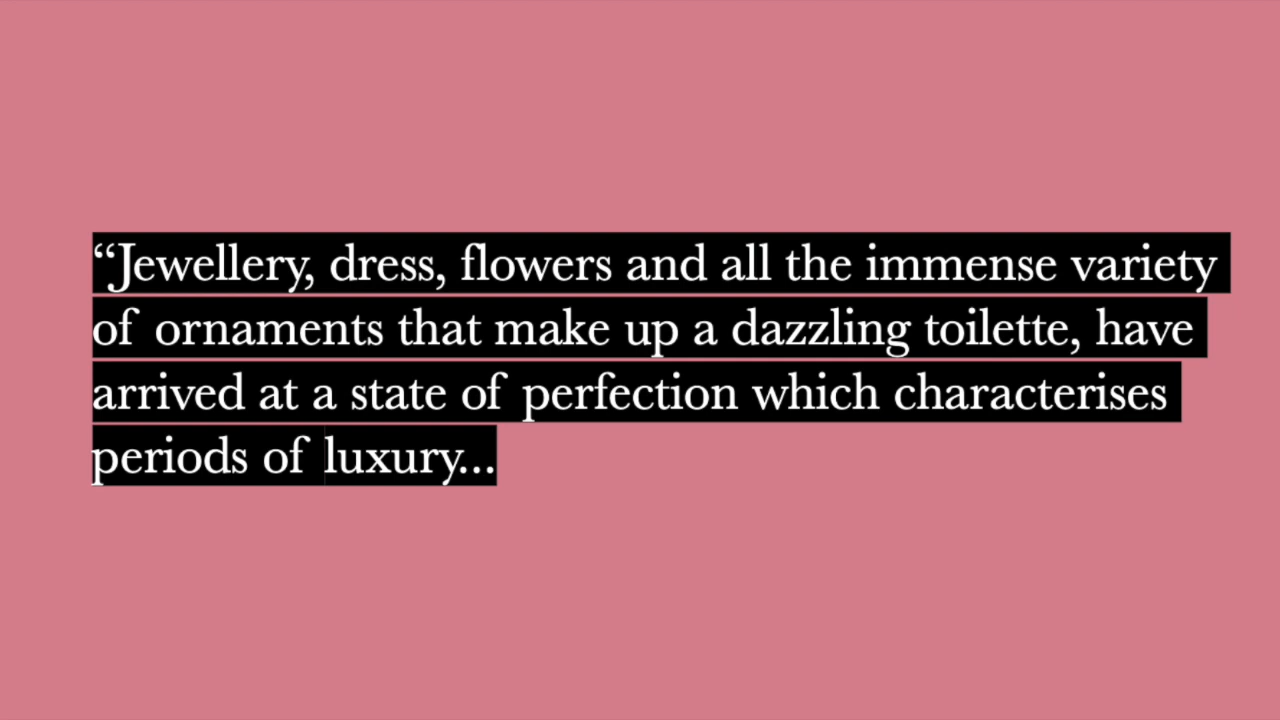 “Jewellery, dress, flowers and all the immense variety
of ornaments that make up a dazzling toilette, have
arrived at a state of perfection which characterises
periods of luxury...